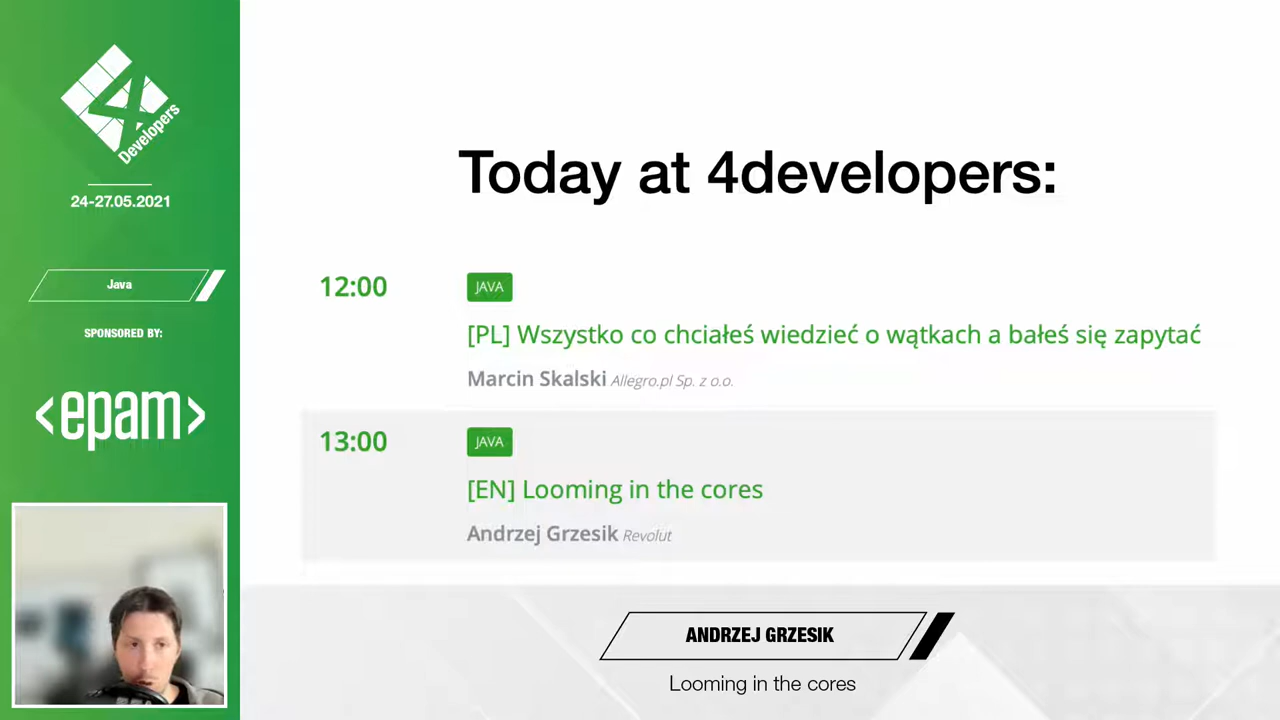 4
Developers
24-27.05.2021
Java
SPONSORED BY:
<epam>
Today at 4developers:
12:00
JAVA
[PL] Wszystko co chciałeś wiedzieć o wątkach a bałeś się zapytać
Marcin Skalski Allegro.pl Sp. z o.o.
13:00
JAVA
[EN] Looming in the cores
Andrzej Grzesik Revolut
ANDRZEJ GRZESIK
Looming in the cores